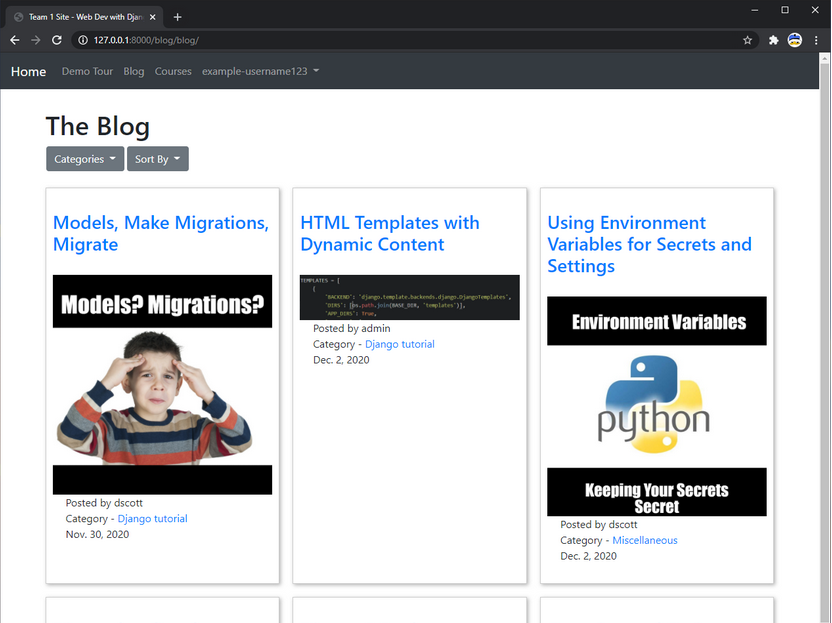 Team 1 Site - Web Dev with Djan
127.0.0.1:8000/blog/blog/
Home Demo Tour Blog Courses example-username123
The Blog
Categories Sort By
Models, Make Migrations,
Migrate
Models? Migrations?
Posted by dscott
Category - Django tutorial
Nov. 30, 2020
HTML Templates with
Dynamic Content
TEMPLATES = [
{
'BACKEND': 'django.template.backends.django.DjangoTemplates',
'DIRS': [os.path.join(BASE_DIR, 'templates')],
'APP_DIRS': True,
Posted by admin
Category - Django tutorial
Dec. 2, 2020
Using Environment
Variables for Secrets and
Settings
Environment Variables
python
Keeping Your Secrets
Secret
Posted by dscott
Category - Miscellaneous
Dec. 2, 2020